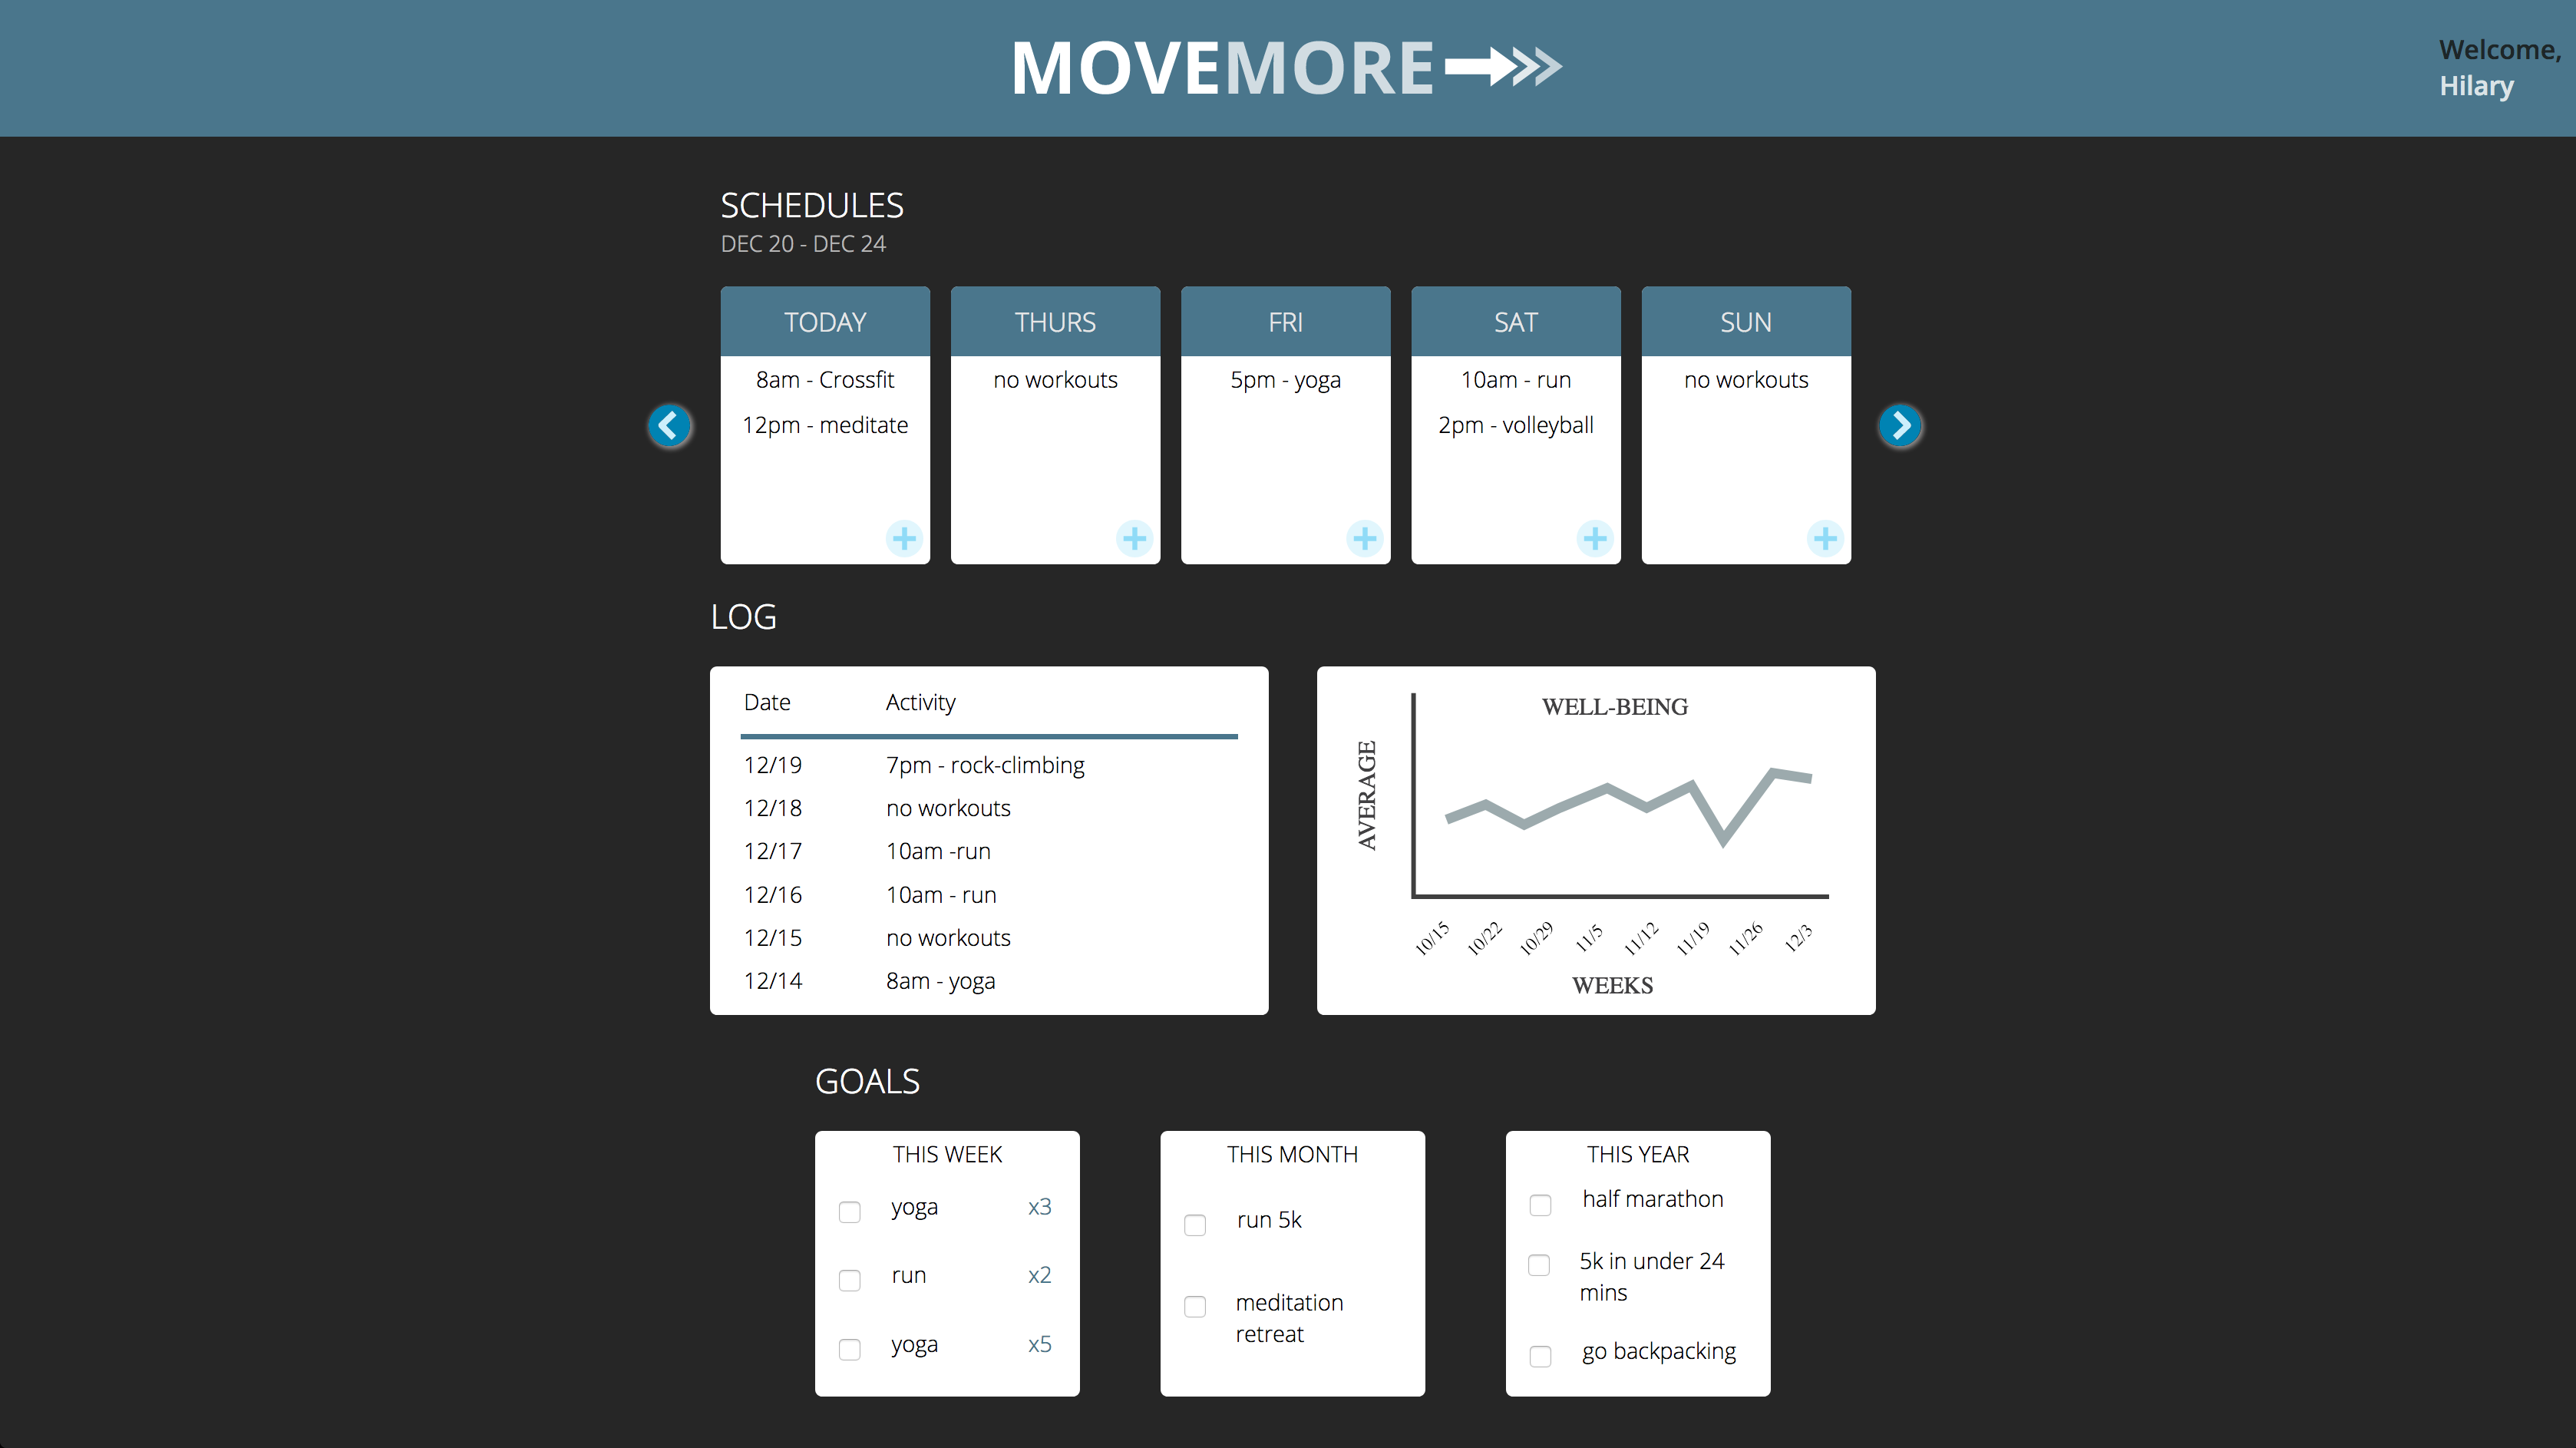 MOVEMORE
Welcome,
Hilary
SCHEDULES
DEC 20 - DEC 24
TODAY
8am - Crossfit
12pm - meditate
THURS
no workouts
FRI
5pm - yoga
SAT
10am - run
2pm - volleyball
SUN
no workouts
LOG
Date Activity
12/19 7pm - rock-climbing
12/18 no workouts
12/17 10am -run
12/16 10am - run
12/15 no workouts
12/14 8am - yoga
WELL-BEING
AVERAGE
10/15 10/22 10/29 11/5 11/12 11/19 11/26 12/3
WEEKS
GOALS
THIS WEEK
yoga x3
run x2
yoga x5
THIS MONTH
run 5k
meditation
retreat
THIS YEAR
half marathon
5k in under 24
mins
go backpacking